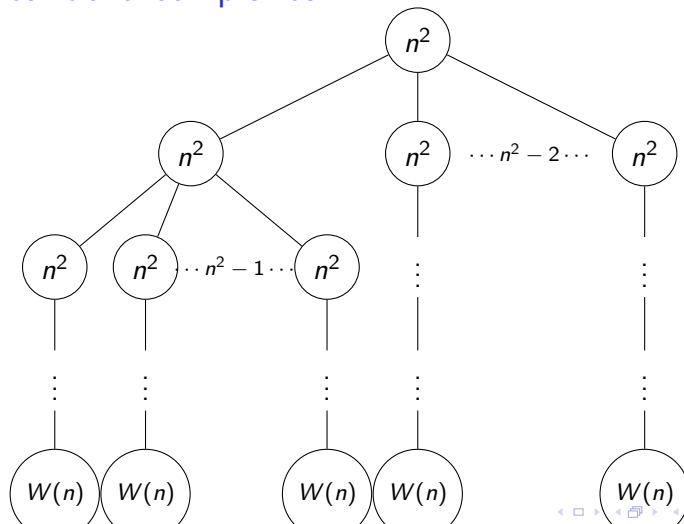 n²
n² n² ··· n² − 2 ··· n²
n² n² ··· n² − 1 ··· n²
W(n) W(n) W(n) W(n) W(n)